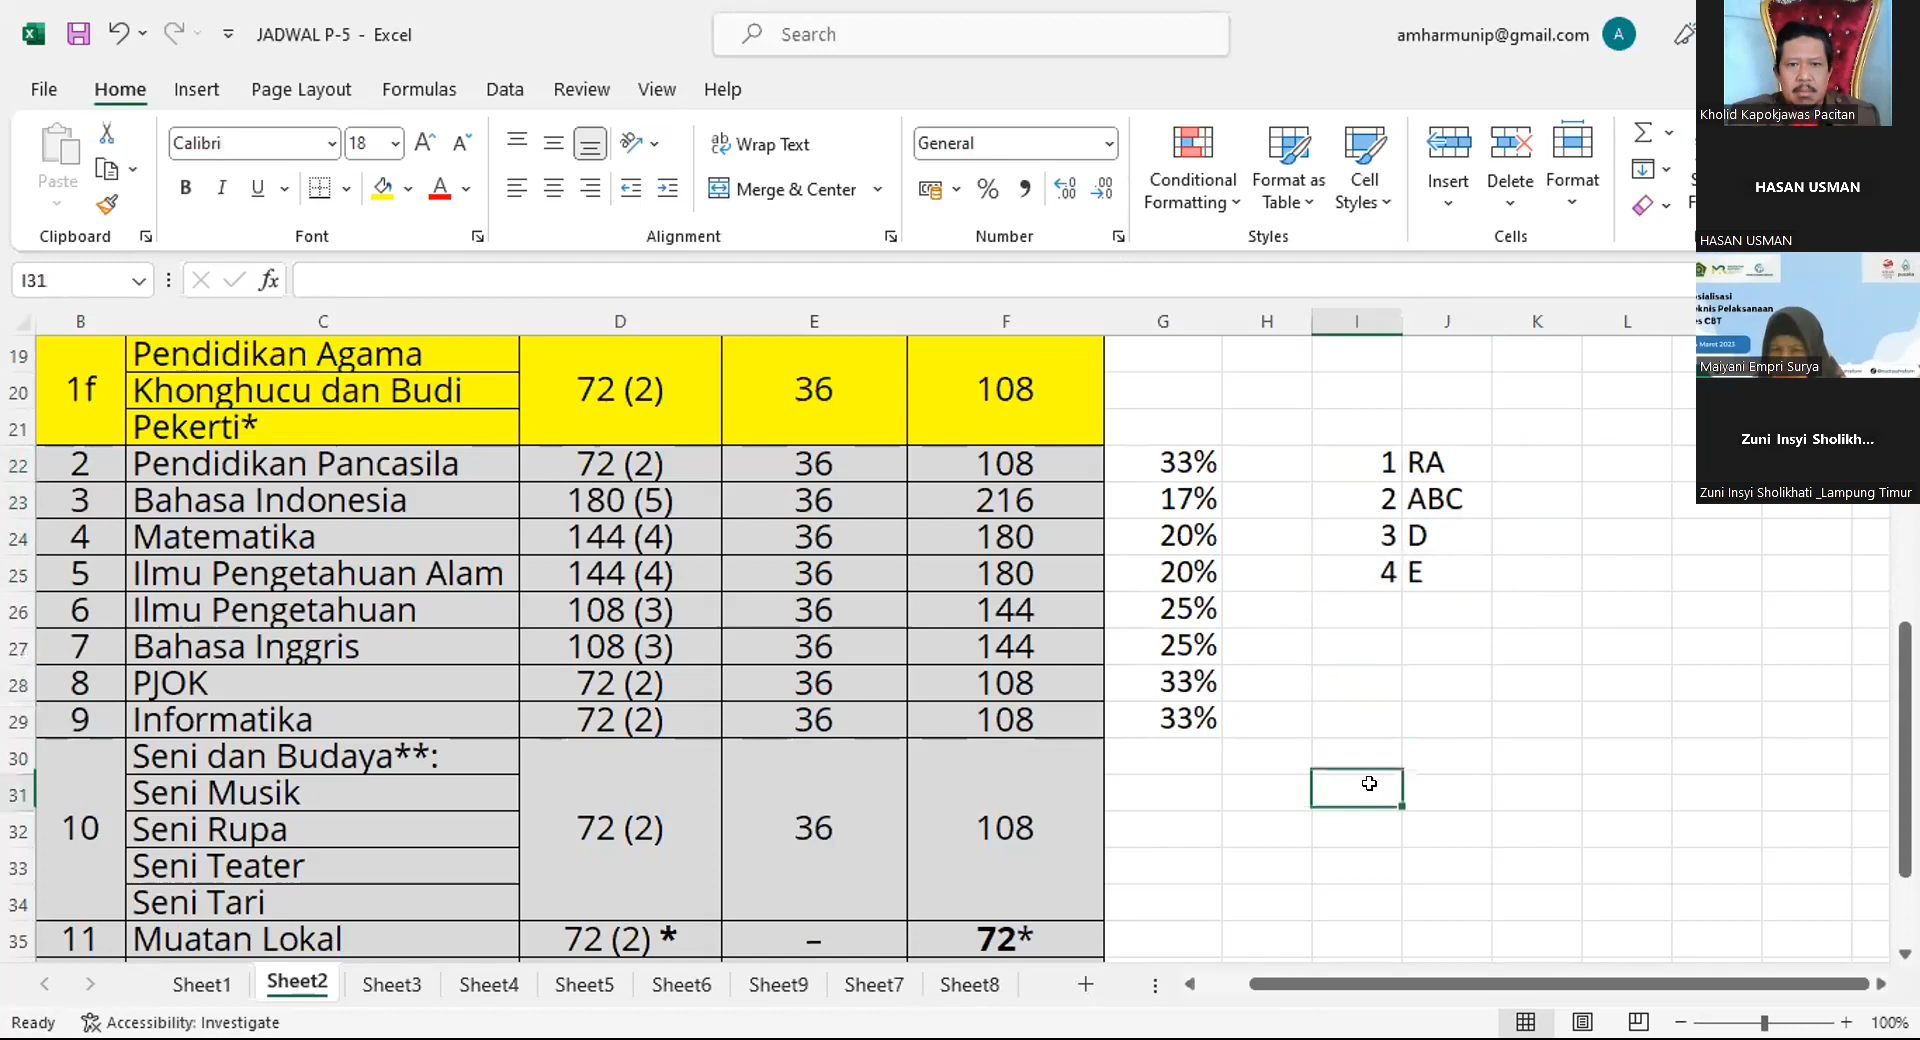 JADWAL P-5 - Excel
Search
amharmunip@gmail.com
A
File Home Insert Page Layout Formulas Data Review View Help
Paste
Calibri 18
Wrap Text
Merge & Center
General
Conditional Formatting
Format as Table
Cell Styles
Insert Delete Format
Clipboard Font Alignment Number Styles Cells
I31
fx
B C D E F G H I J K L
19 Pendidikan Agama
20 1f Khonghucu dan Budi 72 (2) 36 108
21 Pekerti*
22 2 Pendidikan Pancasila 72 (2) 36 108 33% 1 RA
23 3 Bahasa Indonesia 180 (5) 36 216 17% 2 ABC
24 4 Matematika 144 (4) 36 180 20% 3 D
25 5 Ilmu Pengetahuan Alam 144 (4) 36 180 20% 4 E
26 6 Ilmu Pengetahuan 108 (3) 36 144 25%
27 7 Bahasa Inggris 108 (3) 36 144 25%
28 8 PJOK 72 (2) 36 108 33%
29 9 Informatika 72 (2) 36 108 33%
30 Seni dan Budaya**:
31 Seni Musik
32 10 Seni Rupa 72 (2) 36 108
33 Seni Teater
34 Seni Tari
35 11 Muatan Lokal 72 (2) * – 72*
Sheet1 Sheet2 Sheet3 Sheet4 Sheet5 Sheet6 Sheet9 Sheet7 Sheet8
Ready Accessibility: Investigate 100%
Kholid Kapokjawas Pacitan
HASAN USMAN
HASAN USMAN
Maret 2023
Maiyani Empri Surya
Zuni Insyi Sholikh...
Zuni Insyi Sholikhati _Lampung Timur